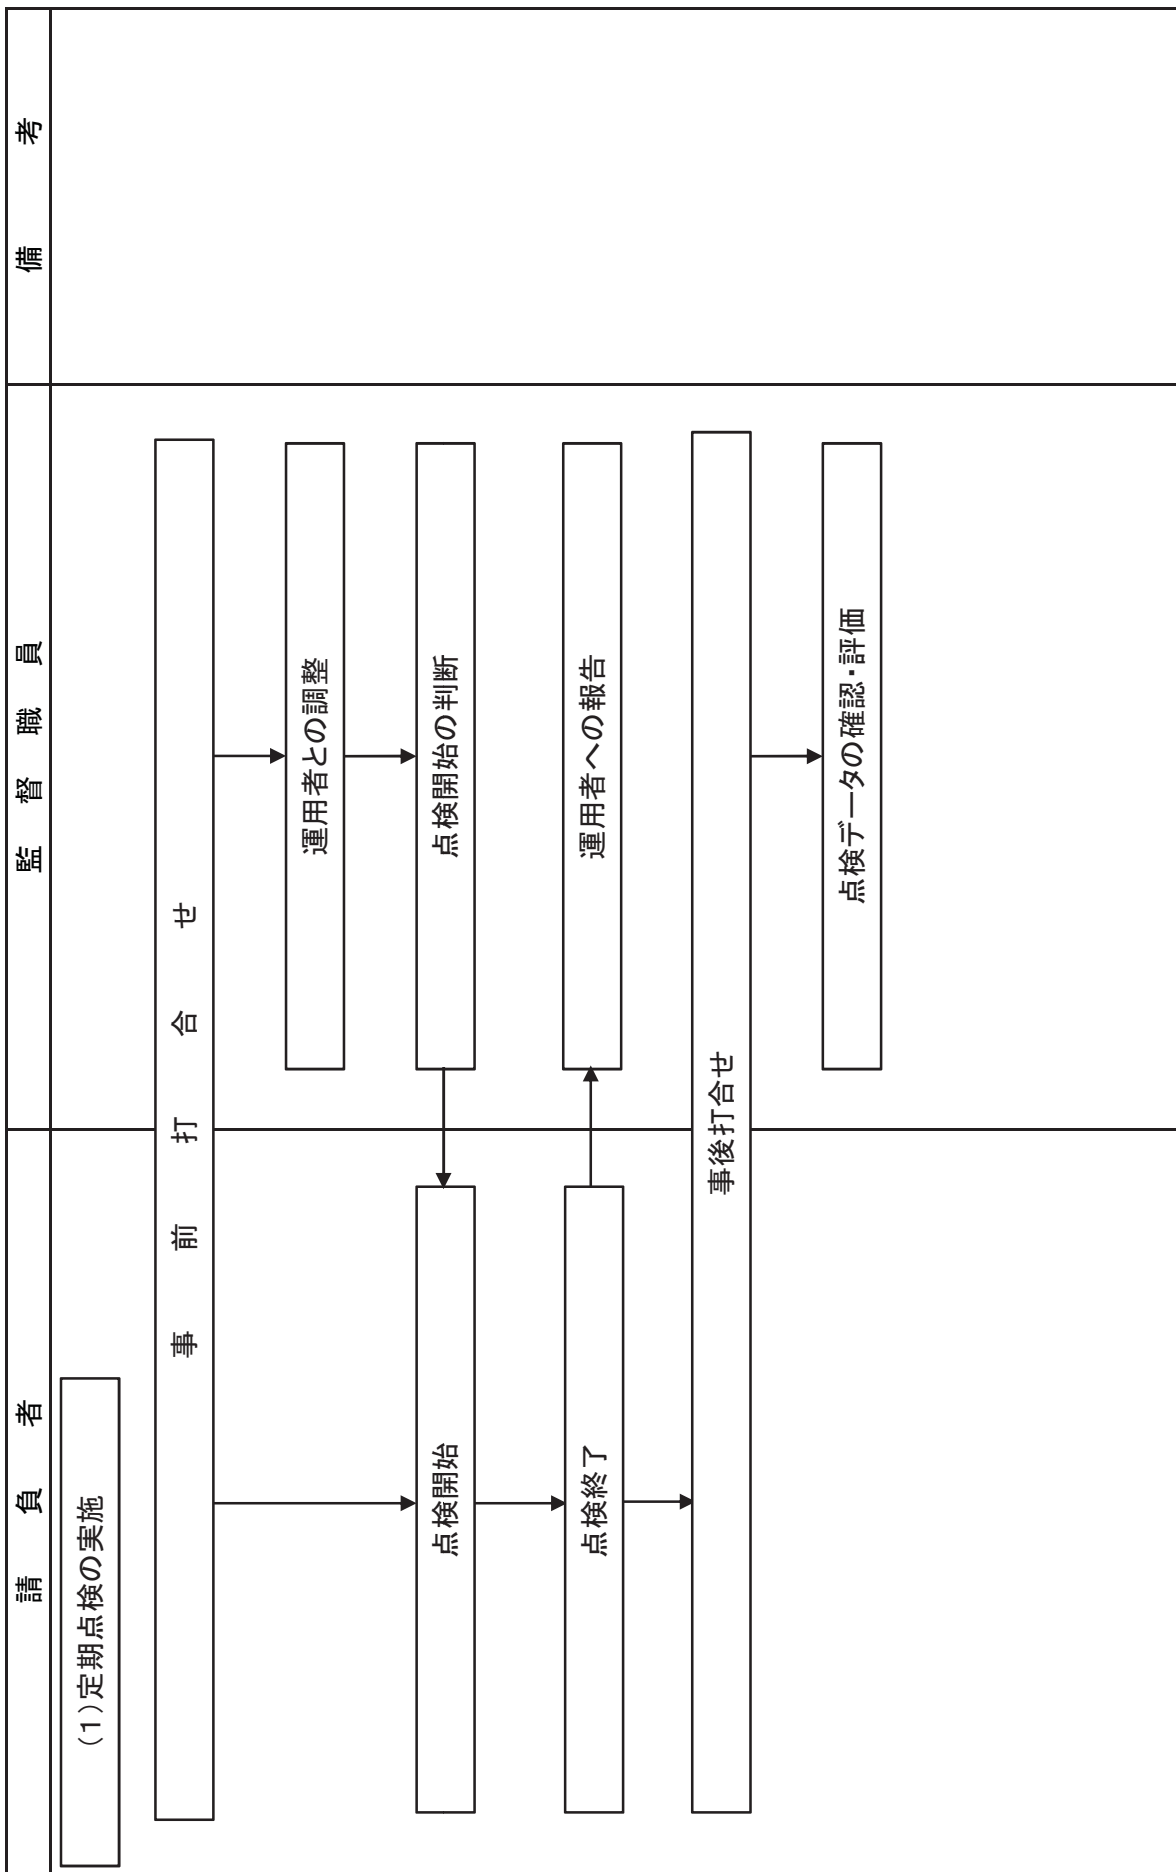 請負者
監督職員
備考
(1)定期点検の実施
事前打合せ
運用者との調整
点検開始
点検開始の判断
点検終了
運用者への報告
事後打合せ
点検データの確認・評価